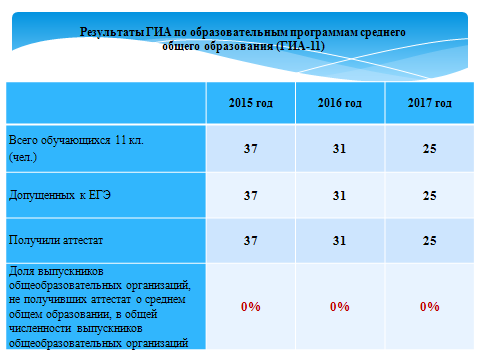 Результаты ГИА по образовательным программам среднего
общего образования (ГИА-11)
2015 год 2016 год 2017 год
Всего обучающихся 11 кл.
(чел.) 37 31 25
Допущенных к ЕГЭ 37 31 25
Получили аттестат 37 31 25
Доля выпускников
общеобразовательных организаций,
не получивших аттестат о среднем
общем образовании, в общей
численности выпускников
общеобразовательных организаций 0% 0% 0%